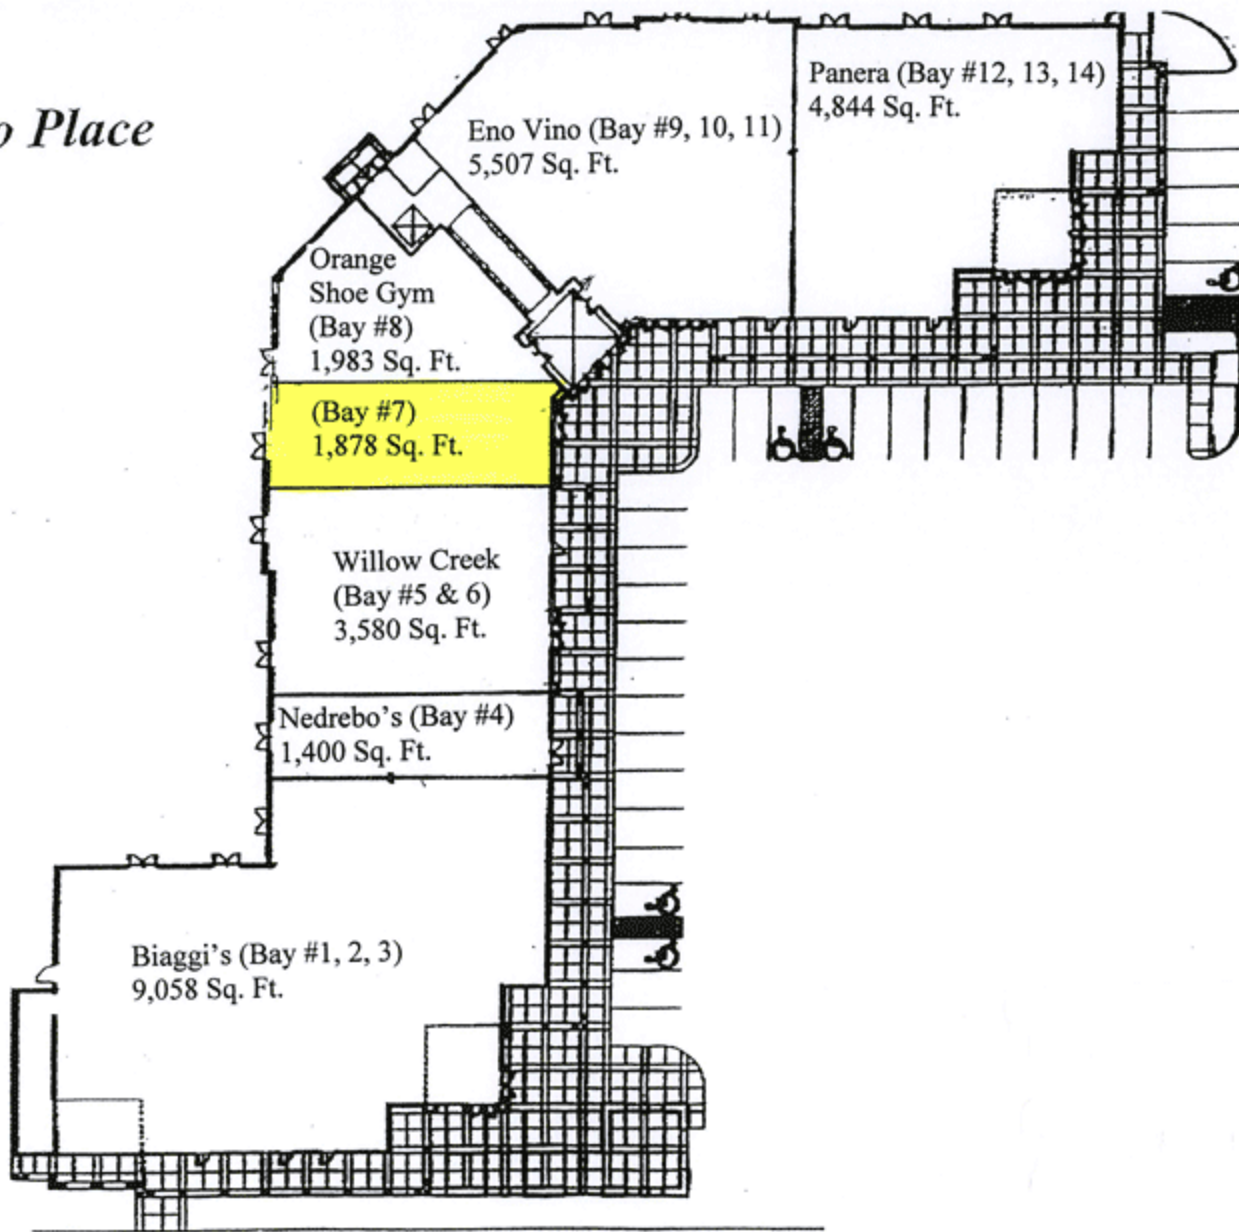 Place
Panera (Bay #12, 13, 14)
4,844 Sq. Ft.
Eno Vino (Bay #9, 10, 11)
5,507 Sq. Ft.
Orange
Shoe Gym
(Bay #8)
1,983 Sq. Ft.
(Bay #7)
1,878 Sq. Ft.
Willow Creek
(Bay #5 & 6)
3,580 Sq. Ft.
Nedrebo's (Bay #4)
1,400 Sq. Ft.
Biaggi's (Bay #1, 2, 3)
9,058 Sq. Ft.